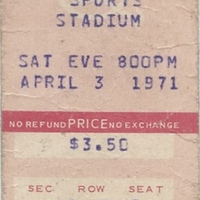 SPORTS
STADIUM
SAT EVE 800PM
APRIL 3 1971
NO REFUND PRICE NO EXCHANGE
$3.50
SEC ROW SEAT